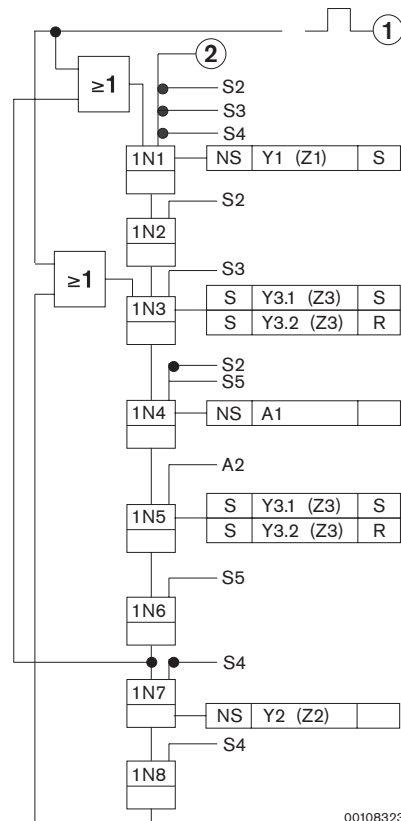 1
2
≥1
S2
S3
S4
1N1 NS Y1 (Z1) S
S2
1N2
S3
≥1
1N3 S Y3.1 (Z3) S
S Y3.2 (Z3) R
S2
S5
1N4 NS A1
A2
1N5 S Y3.1 (Z3) S
S Y3.2 (Z3) R
S5
1N6
S4
1N7
NS Y2 (Z2)
S4
1N8
00108323